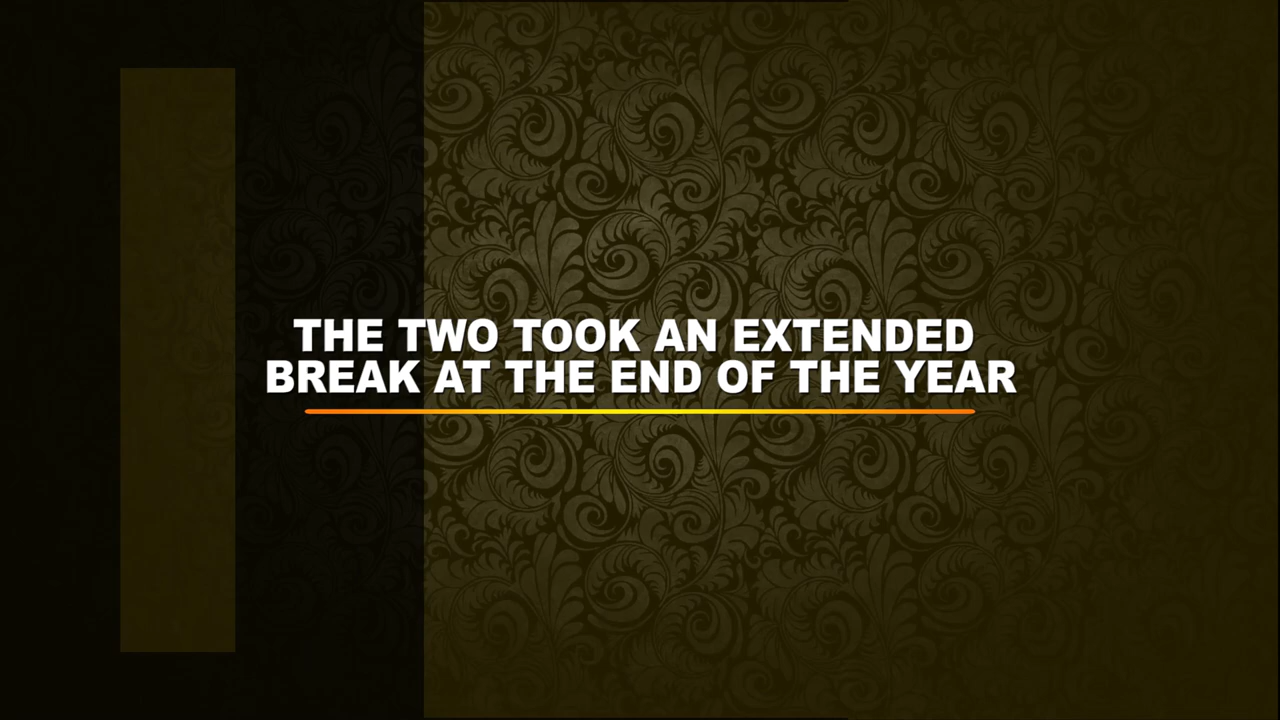 THE TWO TOOK AN EXTENDED
BREAK AT THE END OF THE YEAR